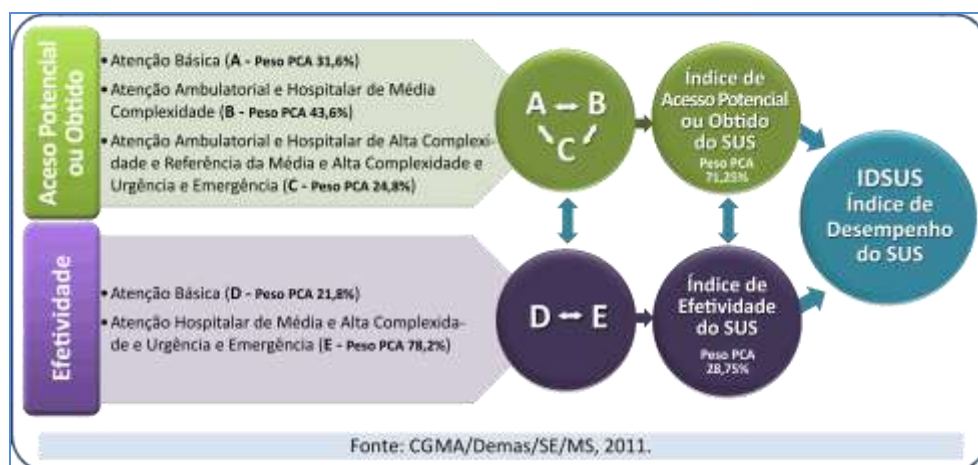 Acesso Potencial
ou Obtido
• Atenção Básica (A - Peso PCA 31,6%)
• Atenção Ambulatorial e Hospitalar de Média
Complexidade (B - Peso PCA 43,6%)
• Atenção Ambulatorial e Hospitalar de Alta Complexi-
dade e Referência da Média e Alta Complexidade e
Urgência e Emergência (C - Peso PCA 24,8%)
A B
C
Índice de
Acesso Potencial
ou Obtido
do SUS
Peso PCA
71,25%
IDSUS
Índice de
Desempenho
do SUS
Efetividade
• Atenção Básica (D - Peso PCA 21,8%)
• Atenção Hospitalar de Média e Alta Complexida-
de e Urgência e Emergência (E - Peso PCA 78,2%)
D ↔ E
Índice de
Efetividade
do SUS
Peso PCA
28,75%
Fonte: CGMA/Demas/SE/MS, 2011.